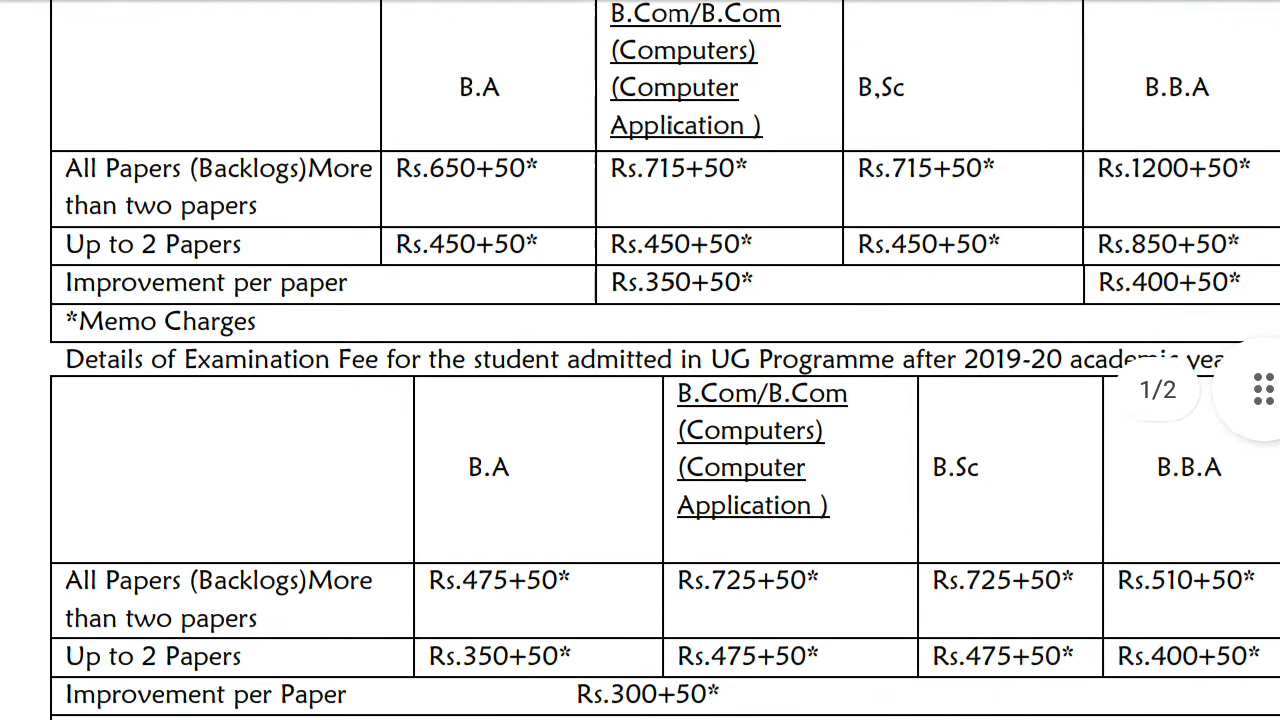 B.A
B.Com/B.Com
(Computers)
(Computer
Application )
B,Sc
B.B.A
All Papers (Backlogs)More
than two papers
Rs.650+50*
Rs.715+50*
Rs.715+50*
Rs.1200+50*
Up to 2 Papers
Rs.450+50*
Rs.450+50*
Rs.450+50*
Rs.850+50*
Improvement per paper
Rs.350+50*
Rs.400+50*
*Memo Charges
Details of Examination Fee for the student admitted in UG Programme after 2019-20 academic yea
1/2
B.A
B.Com/B.Com
(Computers)
(Computer
Application )
B.Sc
B.B.A
All Papers (Backlogs)More
than two papers
Rs.475+50*
Rs.725+50*
Rs.725+50*
Rs.510+50*
Up to 2 Papers
Rs.350+50*
Rs.475+50*
Rs.475+50*
Rs.400+50*
Improvement per Paper
Rs.300+50*